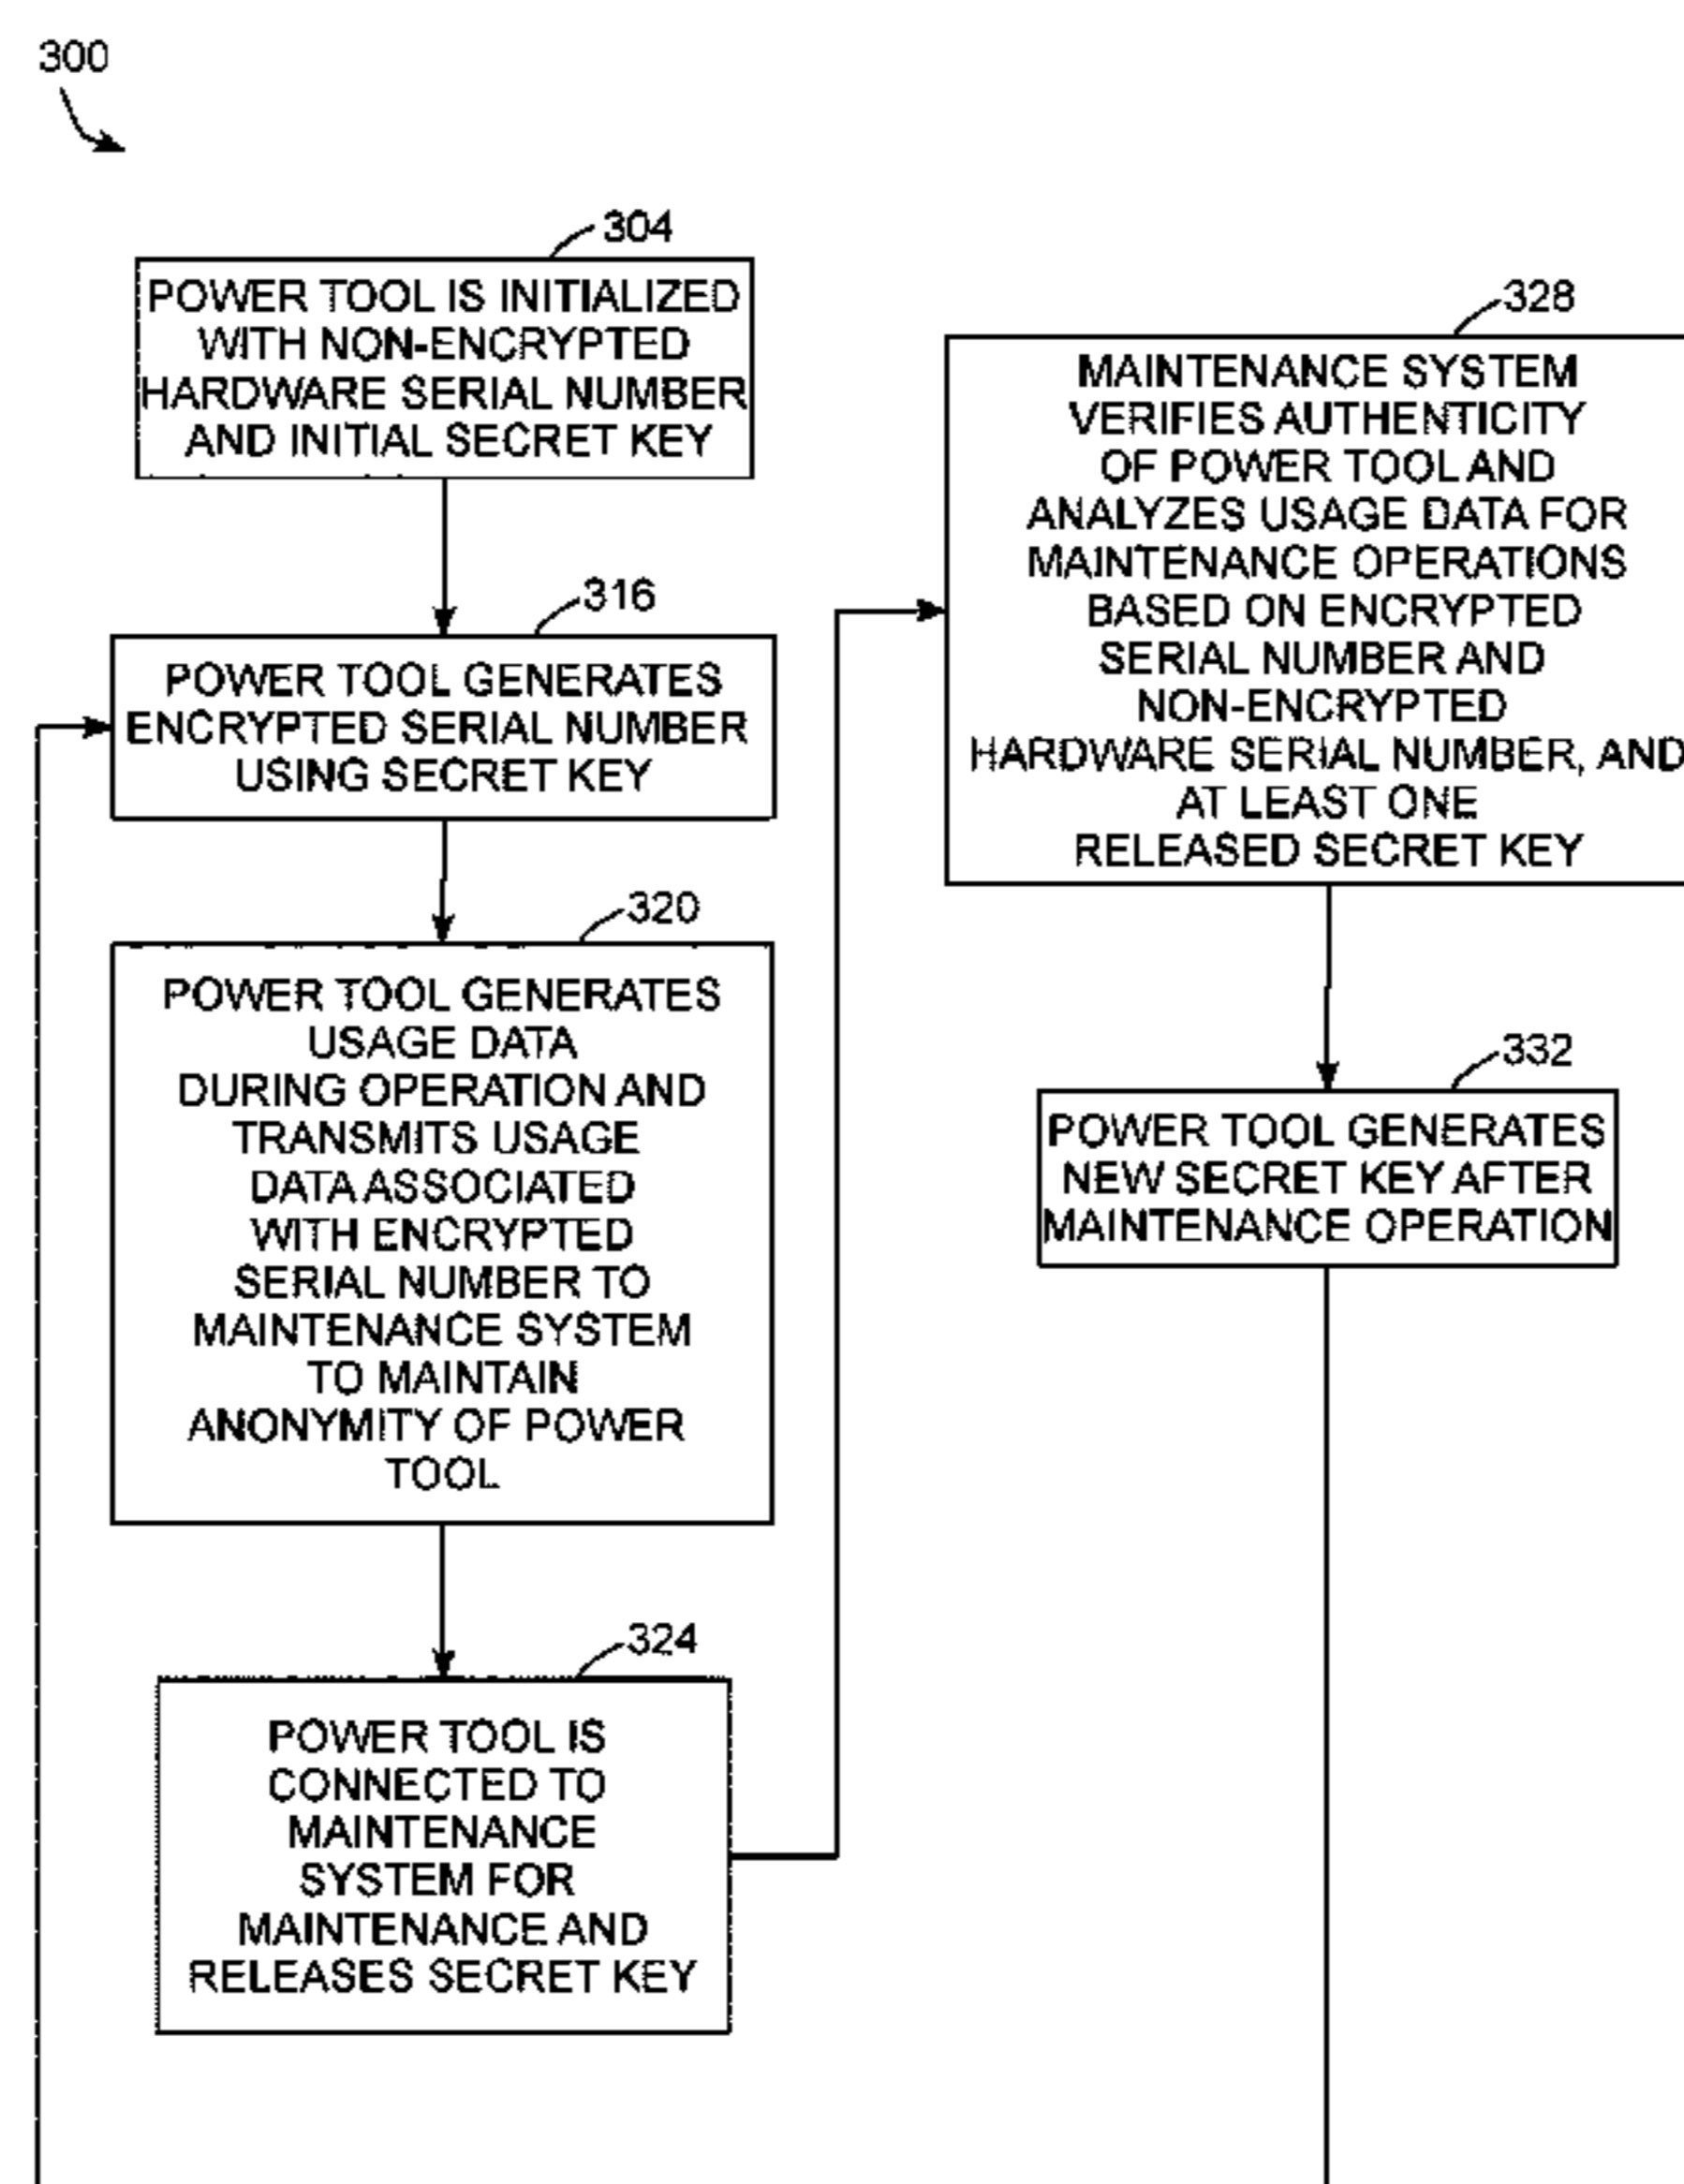 300
304
POWER TOOL IS INITIALIZED
WITH NON-ENCRYPTED
HARDWARE SERIAL NUMBER
AND INITIAL SECRET KEY
316
POWER TOOL GENERATES
ENCRYPTED SERIAL NUMBER
USING SECRET KEY
320
POWER TOOL GENERATES
USAGE DATA
DURING OPERATION AND
TRANSMITS USAGE
DATA ASSOCIATED
WITH ENCRYPTED
SERIAL NUMBER TO
MAINTENANCE SYSTEM
TO MAINTAIN
ANONYMITY OF POWER
TOOL
324
POWER TOOL IS
CONNECTED TO
MAINTENANCE
SYSTEM FOR
MAINTENANCE AND
RELEASES SECRET KEY
328
MAINTENANCE SYSTEM
VERIFIES AUTHENTICITY
OF POWER TOOL AND
ANALYZES USAGE DATA FOR
MAINTENANCE OPERATIONS
BASED ON ENCRYPTED
SERIAL NUMBER AND
NON-ENCRYPTED
HARDWARE SERIAL NUMBER, AND
AT LEAST ONE
RELEASED SECRET KEY
332
POWER TOOL GENERATES
NEW SECRET KEY AFTER
MAINTENANCE OPERATION